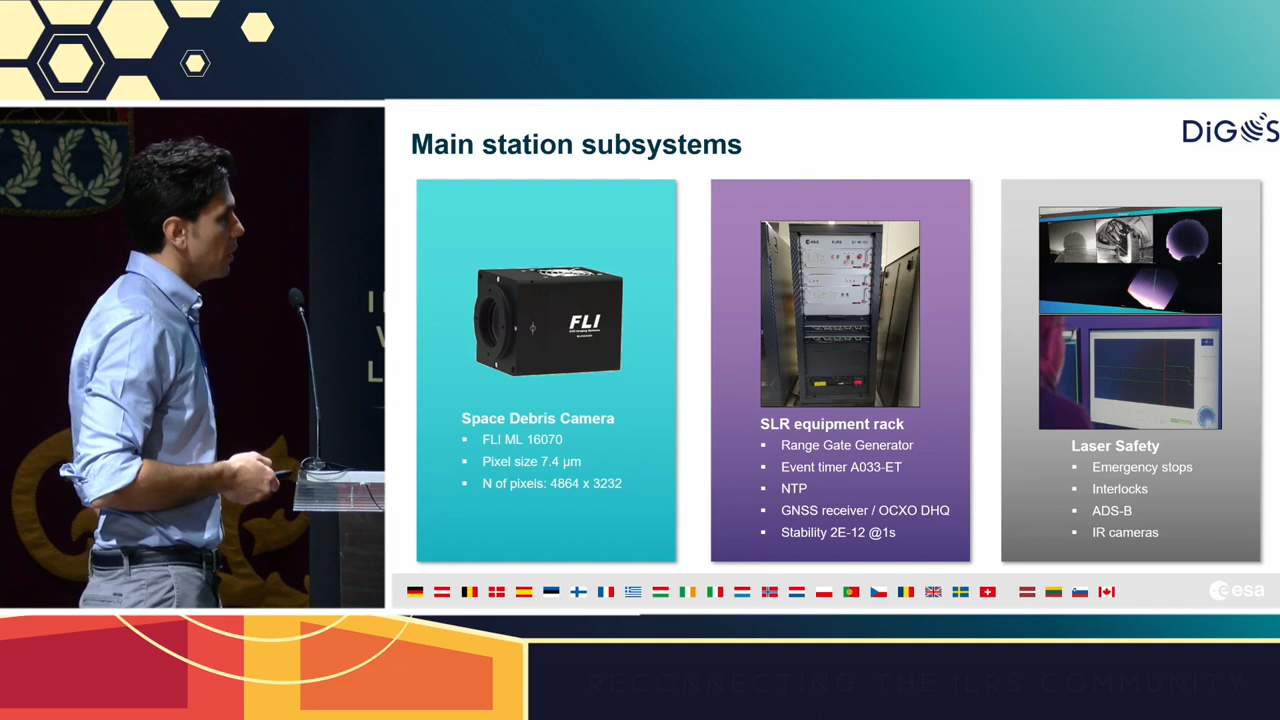 Main station subsystems
DiGOS
FLI
Space Debris Camera
▪ FLI ML 16070
▪ Pixel size 7.4 µm
▪ N of pixels: 4864 x 3232
esa
SLR equipment rack
▪ Range Gate Generator
▪ Event timer A033-ET
▪ NTP
▪ GNSS receiver / OCXO DHQ
▪ Stability 2E-12 @1s
Laser Safety
▪ Emergency stops
▪ Interlocks
▪ ADS-B
▪ IR cameras
esa
RECONNECTING THE ILRS COMMUNITY